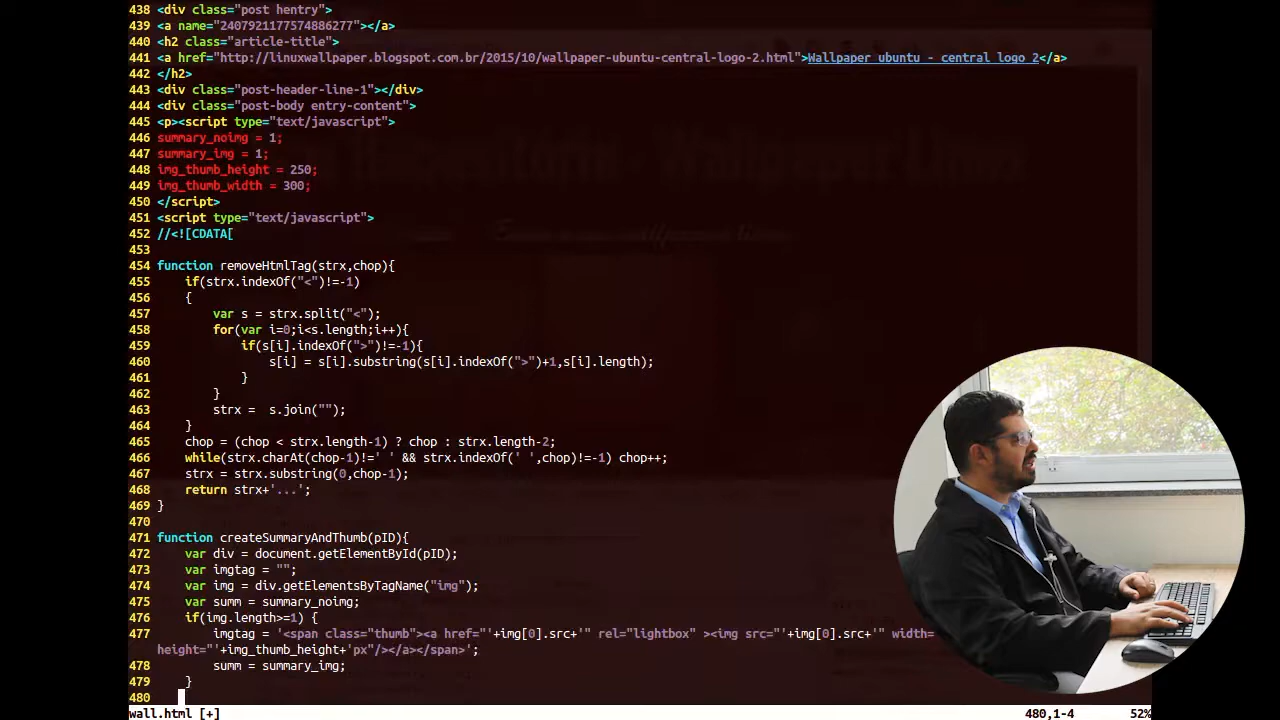 438 <div class="post hentry">
439 <a name="2407921177574886277"></a>
440 <h2 class="article-title">
441 <a href="http://linuxwallpaper.blogspot.com.br/2015/10/wallpaper-ubuntu-central-logo-2.html">Wallpaper ubuntu - central logo 2</a>
442 </h2>
443 <div class="post-header-line-1"></div>
444 <div class="post-body entry-content">
445 <p><script type="text/javascript">
446 summary_noimg = 1;
447 summary_img = 1;
448 img_thumb_height = 250;
449 img_thumb_width = 300;
450 </script>
451 <script type="text/javascript">
452 //<![CDATA[
453
454 function removeHtmlTag(strx,chop){
455     if(strx.indexOf("<")!=-1)
456     {
457         var s = strx.split("<");
458         for(var i=0;i<s.length;i++){
459             if(s[i].indexOf(">")!=-1){
460                 s[i] = s[i].substring(s[i].indexOf(">")+1,s[i].length);
461             }
462         }
463         strx =  s.join("");
464     }
465     chop = (chop < strx.length-1) ? chop : strx.length-2;
466     while(strx.charAt(chop-1)!=' ' && strx.indexOf(' ',chop)!=-1) chop++;
467     strx = strx.substring(0,chop-1);
468     return strx+'...';
469 }
470
471 function createSummaryAndThumb(pID){
472     var div = document.getElementById(pID);
473     var imgtag = "";
474     var img = div.getElementsByTagName("img");
475     var summ = summary_noimg;
476     if(img.length>=1) {
477         imgtag = '<span class="thumb"><a href="'+img[0].src+'" rel="lightbox" ><img src="'+img[0].src+'" width=
height="'+img_thumb_height+'px"/></a></span>';
478         summ = summary_img;
479     }
480
wall.html [+] 480,1-4 52%